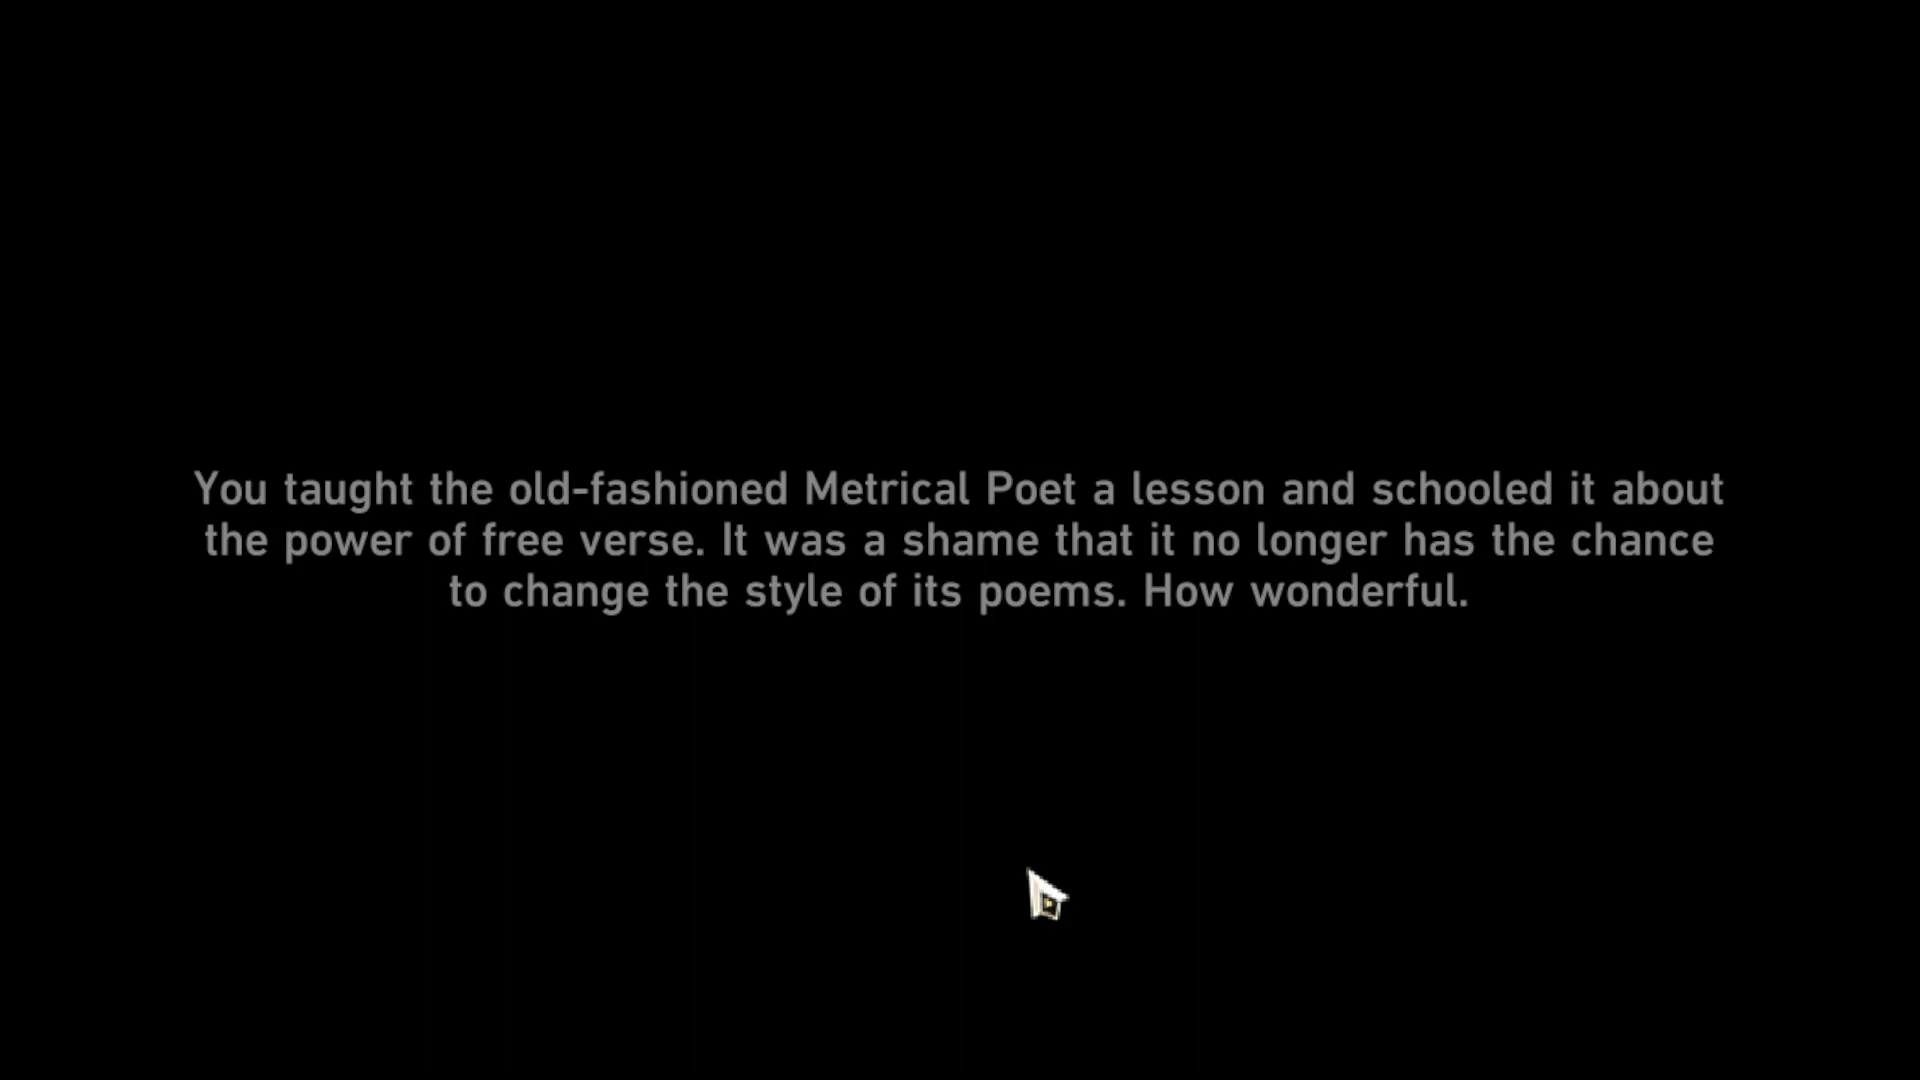 You taught the old-fashioned Metrical Poet a lesson and schooled it about
the power of free verse. It was a shame that it no longer has the chance
to change the style of its poems. How wonderful.